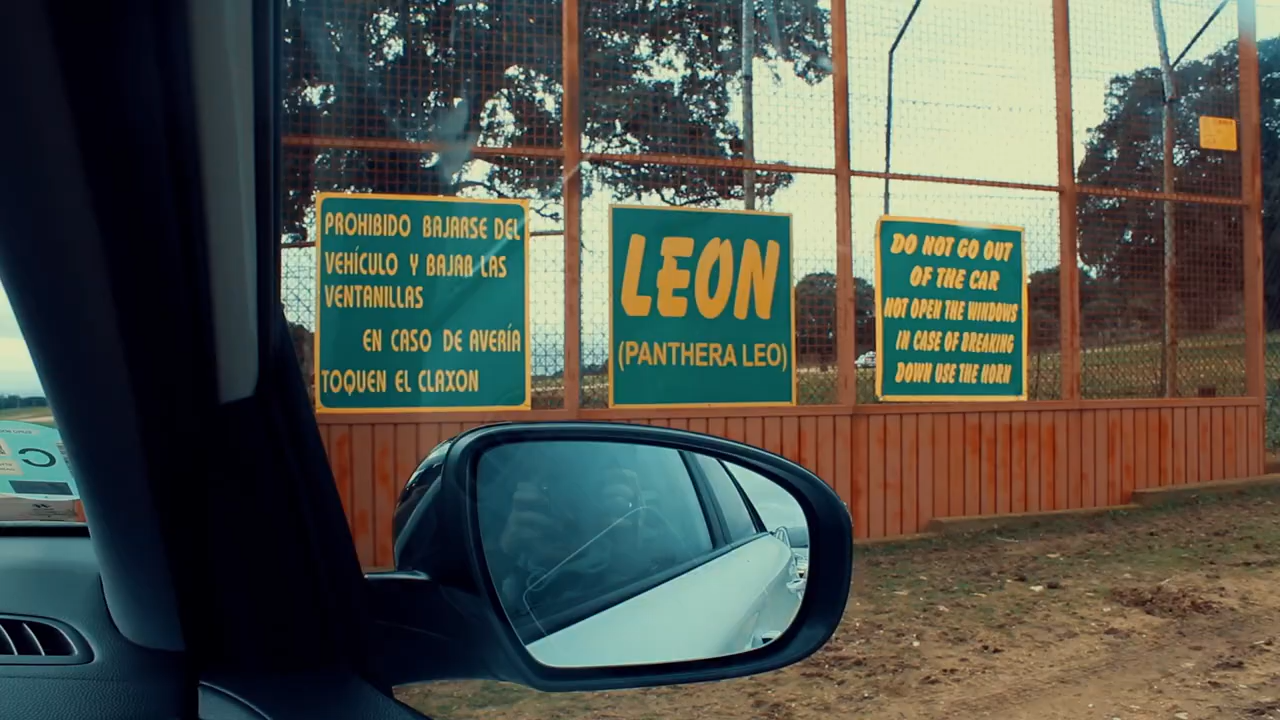 PROHIBIDO BAJARSE DEL
VEHÍCULO Y BAJAR LAS
VENTANILLAS
EN CASO DE AVERÍA
TOQUEN EL CLAXON
LEON
(PANTHERA LEO)
DO NOT GO OUT
OF THE CAR
NOT OPEN THE WINDOWS
IN CASE OF BREAKING
DOWN USE THE HORN